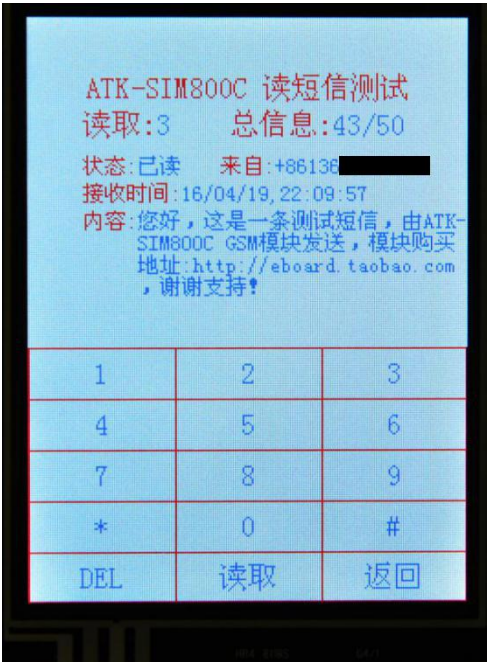 ATK-SIM800C 读短信测试
读取:3 总信息:43/50
状态:已读 来自:+86136
接收时间:16/04/19,22:09:57
内容:您好，这是一条测试短信，由ATK-
SIM800C GSM模块发送，模块购买
地址:http://eboard.taobao.com
，谢谢支持!
1 2 3
4 5 6
7 8 9
* 0 #
DEL 读取 返回